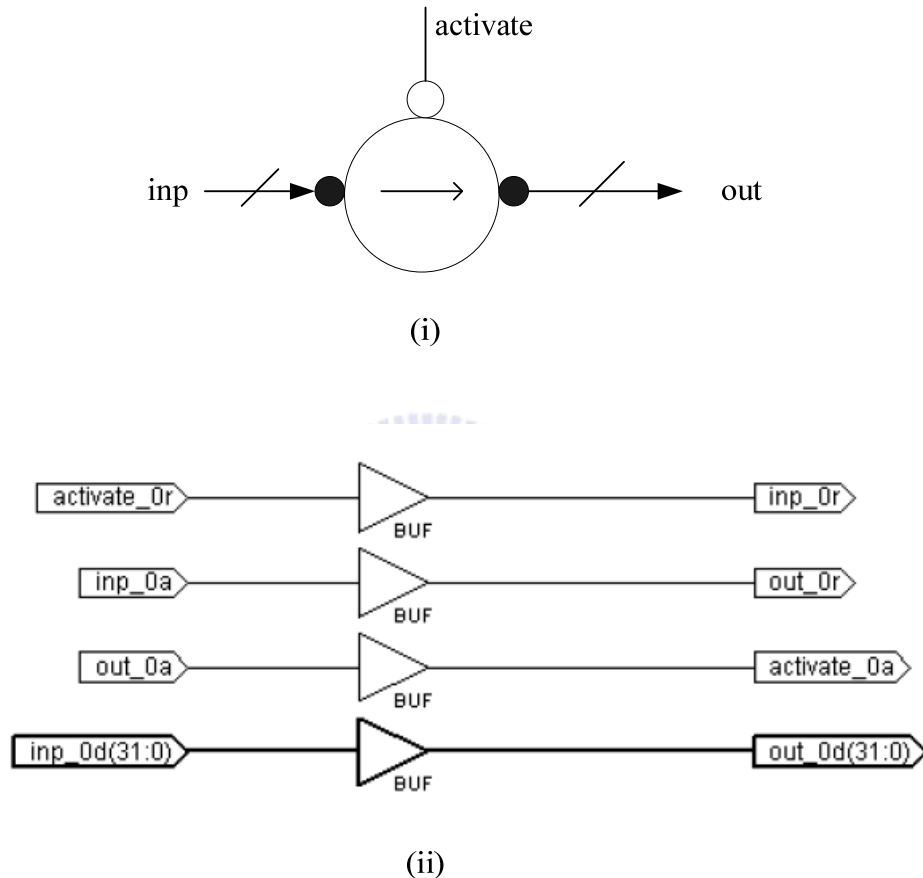 activate
inp
out
(i)
activate_0r
inp_0r
BUF
inp_0a
out_0r
BUF
out_0a
activate_0a
BUF
inp_0d(31:0)
out_0d(31:0)
BUF
(ii)